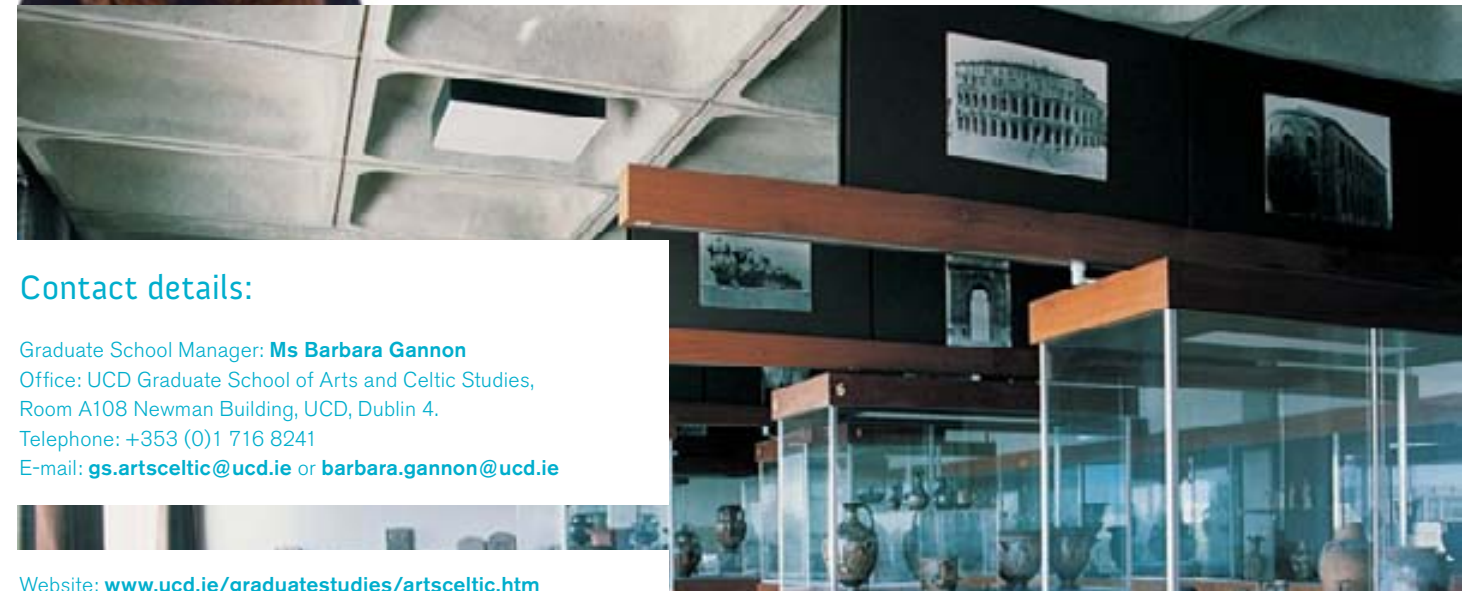 Contact details:
Graduate School Manager: Ms Barbara Gannon
Office: UCD Graduate School of Arts and Celtic Studies,
Room A108 Newman Building, UCD, Dublin 4.
Telephone: +353 (0)1 716 8241
E-mail: gs.artsceltic@ucd.ie or barbara.gannon@ucd.ie
Website: www.ucd.ie/graduatestudies/artsceltic.htm
6